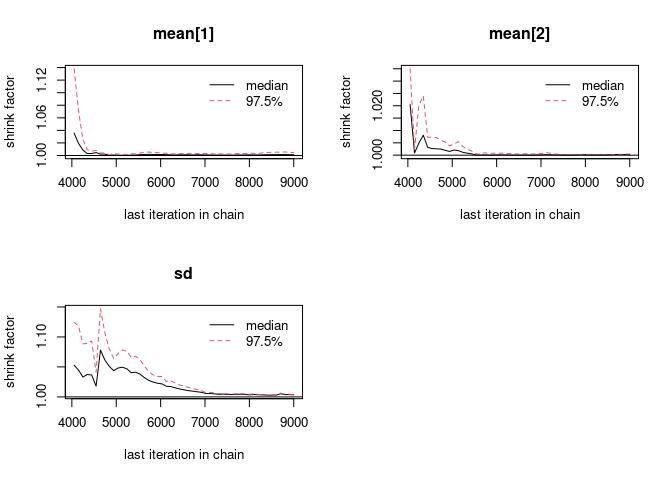 mean[1]
shrink factor
1.00 1.06 1.12
median
97.5%
4000 5000 6000 7000 8000 9000
last iteration in chain
mean[2]
shrink factor
1.000 1.020
median
97.5%
4000 5000 6000 7000 8000 9000
last iteration in chain
sd
shrink factor
1.00 1.10
median
97.5%
4000 5000 6000 7000 8000 9000
last iteration in chain